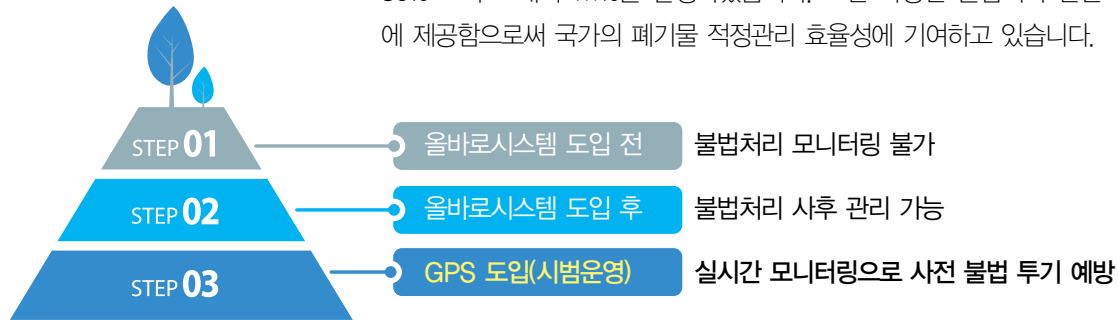 에 제공함으로써 국가의 폐기물 적정관리 효율성에 기여하고 있습니다.
STEP 01 올바로시스템 도입 전 불법처리 모니터링 불가
STEP 02 올바로시스템 도입 후 불법처리 사후 관리 가능
STEP 03 GPS 도입(시범운영) 실시간 모니터링으로 사전 불법 투기 예방